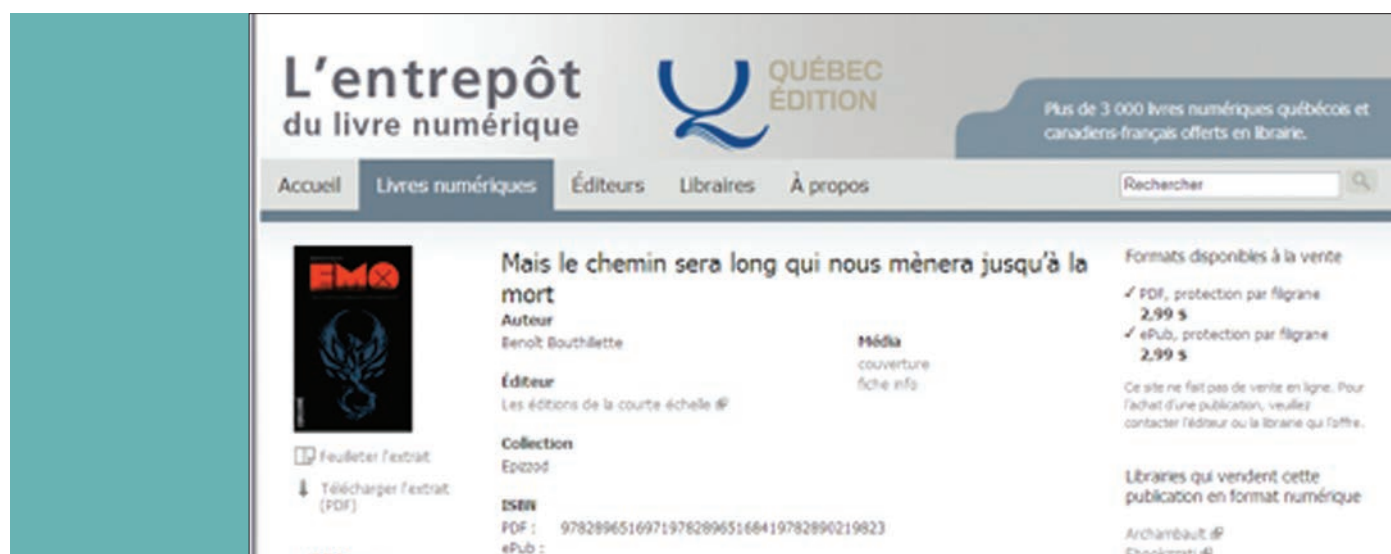 L'entrepôt
du livre numérique
QUÉBEC
ÉDITION
Plus de 3 000 livres numériques québécois et
canadiens-français offerts en librairie.
Accueil Livres numériques Éditeurs Libraires À propos
Rechercher
EMO
Feuilleter l'extrait
Télécharger l'extrait
(PDF)
Mais le chemin sera long qui nous mènera jusqu'à la
mort
Auteur
Benoît Bouthillette
Éditeur
Les éditions de la courte échelle
Collection
Epizzod
ISBN
PDF : 978289651697197828965168419782890219823
ePub :
Média
couverture
fiche info
Formats disponibles à la vente
✓ PDF, protection par filigrane
2,99 $
✓ ePub, protection par filigrane
2,99 $
Ce site ne fait pas de vente en ligne. Pour
l'achat d'une publication, veuillez
contacter l'éditeur ou la librairie qui l'offre.
Librairies qui vendent cette
publication en format numérique
Archambault